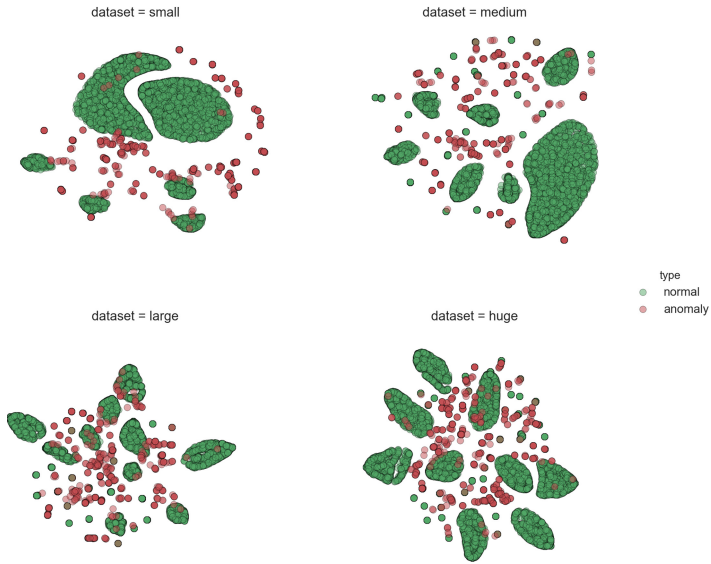 dataset = small
dataset = medium
type
normal
anomaly
dataset = large
dataset = huge